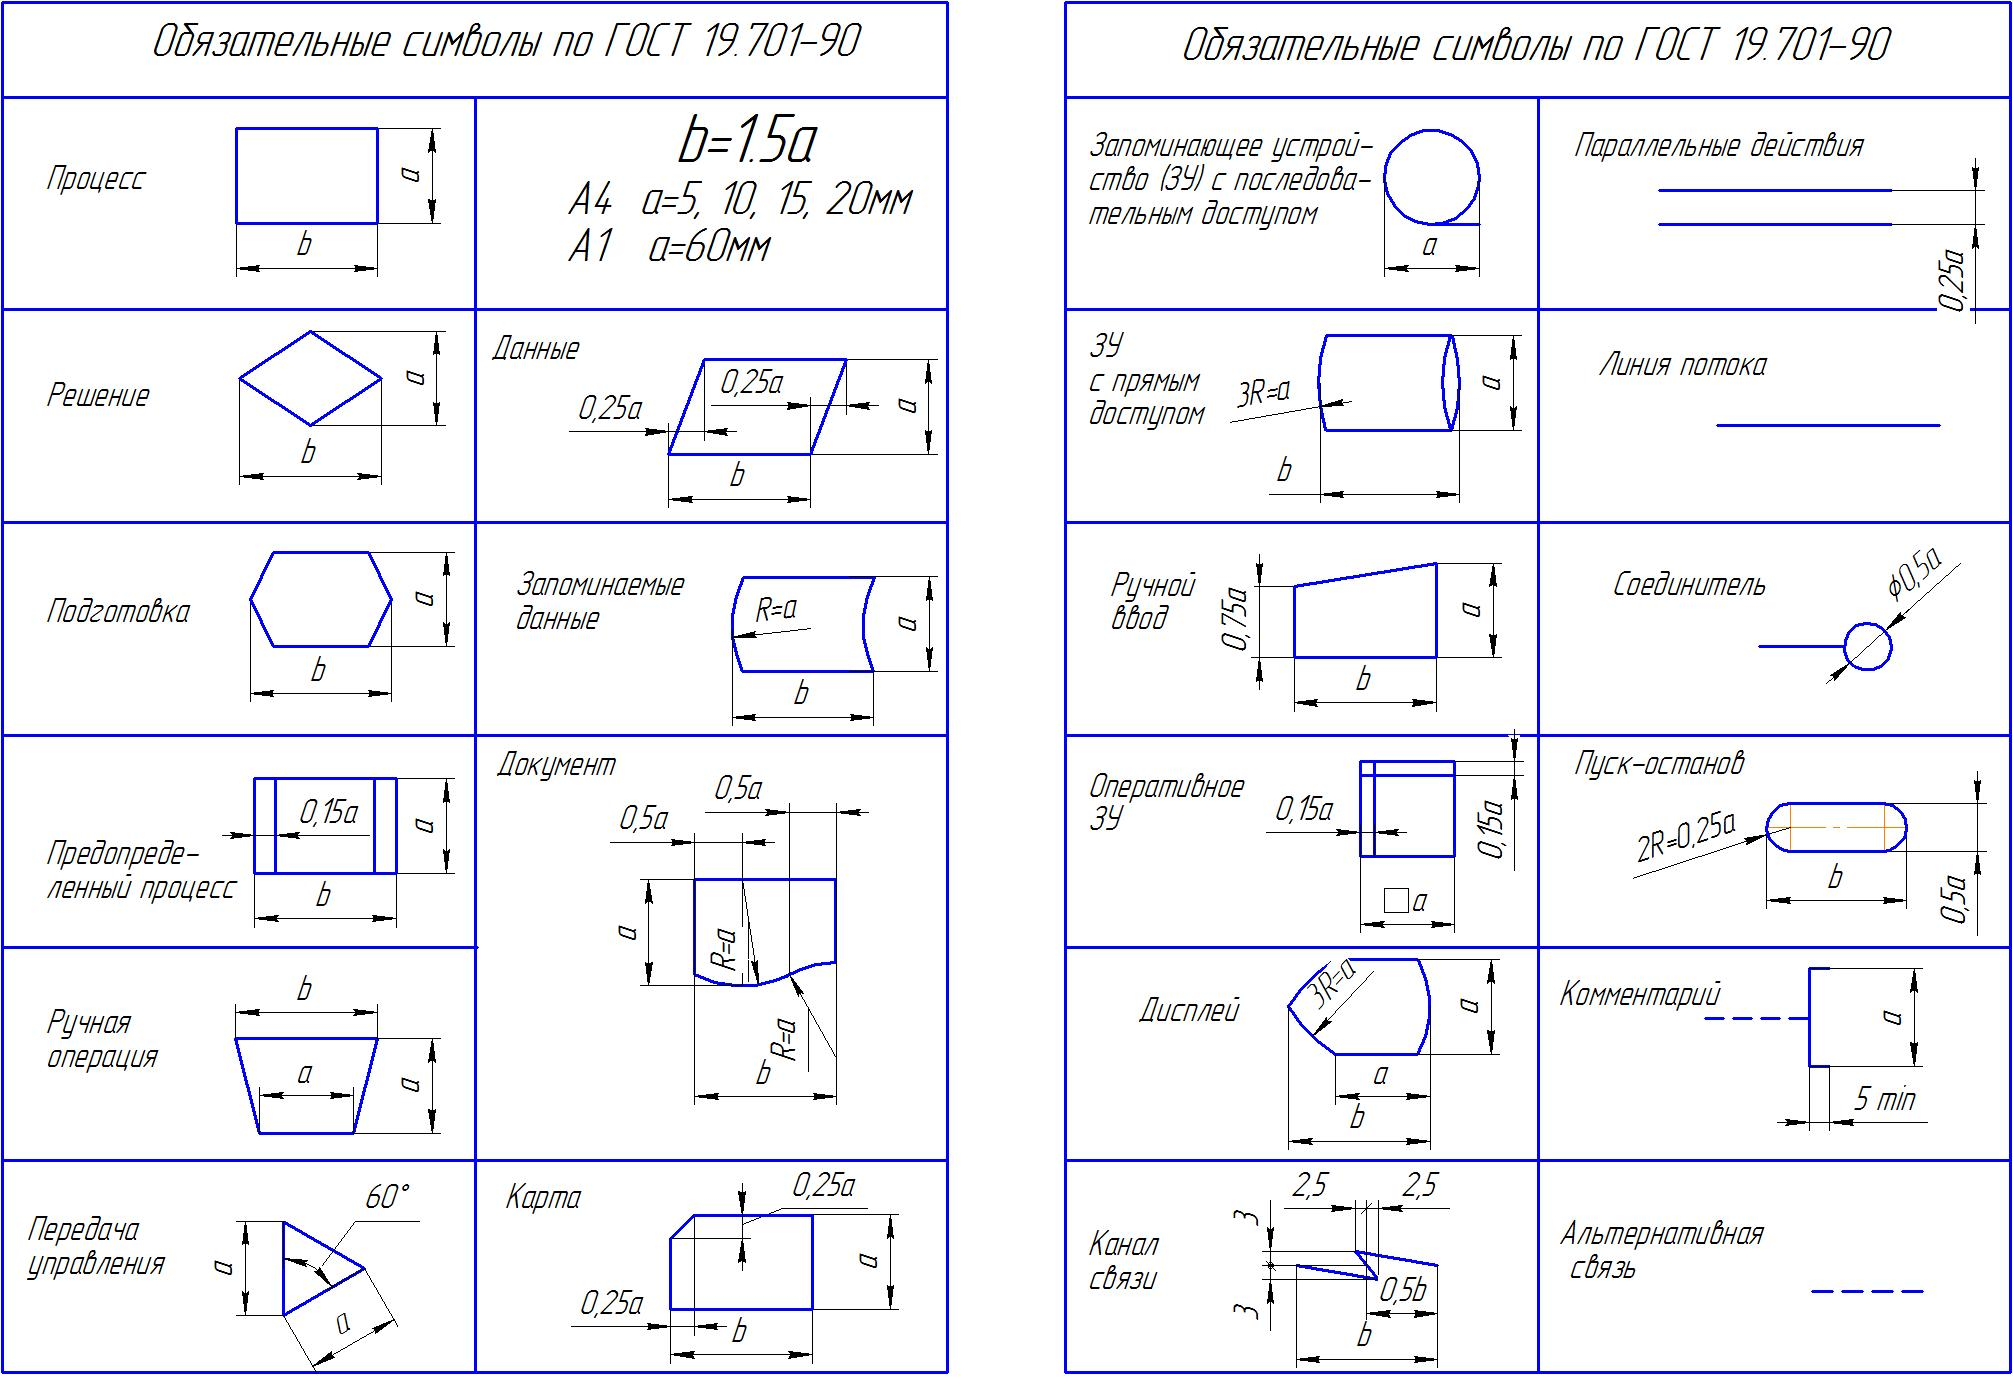 Обязательные символы по ГОСТ 19.701-90
Процесс
a
b
b=1.5a
А4 a=5, 10, 15, 20мм
А1 a=60мм
Решение
a
b
Данные
0,25a
0,25a
a
b
Подготовка
a
b
Запоминаемые
данные
R=a
a
b
Предопреде-
ленный процесс
0,15a
a
b
Документ
0,5a
0,5a
a
R=a
R=a
b
Ручная
операция
b
a
a
Передача
управления
60°
a
a
Карта
0,25a
a
0,25a
b
Обязательные символы по ГОСТ 19.701-90
Запоминающее устрой-
ство (ЗУ) с последова-
тельным доступом
a
Параллельные действия
0,25a
ЗУ
с прямым
доступом
3R=a
a
b
Линия потока
Ручной
ввод
0,75a
a
b
Соединитель
ϕ0,5a
Оперативное
ЗУ
0,15a
0,15a
□a
Пуск-останов
2R=0,25a
b
0,5a
Дисплей
3R=a
a
a
b
Комментарий
a
5 min
Канал
связи
2,5 2,5
3
3
0,5b
b
Альтернативная
связь